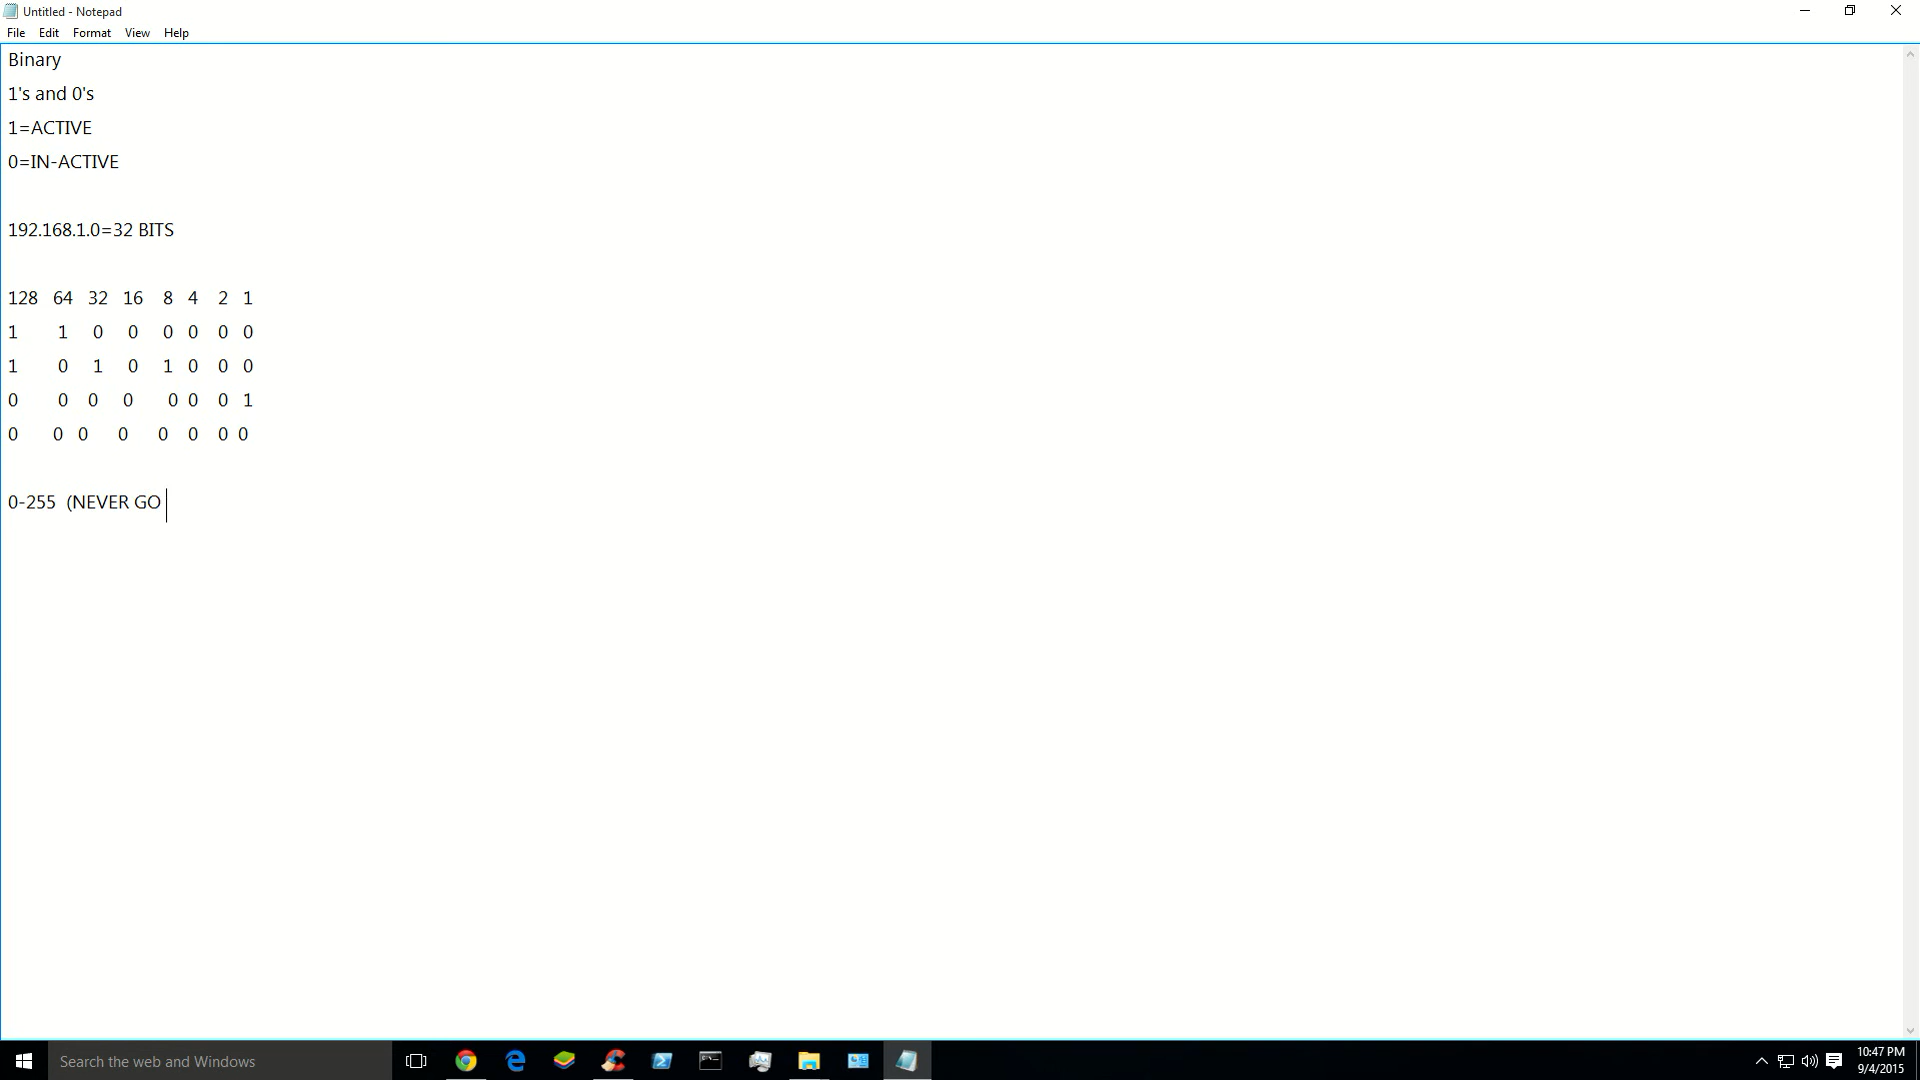 Untitled - Notepad
File Edit Format View Help
Binary
1's and 0's
1=ACTIVE
0=IN-ACTIVE
192.168.1.0=32 BITS
128 64 32 16 8 4 2 1
1 1 0 0 0 0 0 0
1 0 1 0 1 0 0 0
0 0 0 0 0 0 0 1
0 0 0 0 0 0 0 0
0-255 (NEVER GO
Search the web and Windows
10:47 PM
9/4/2015